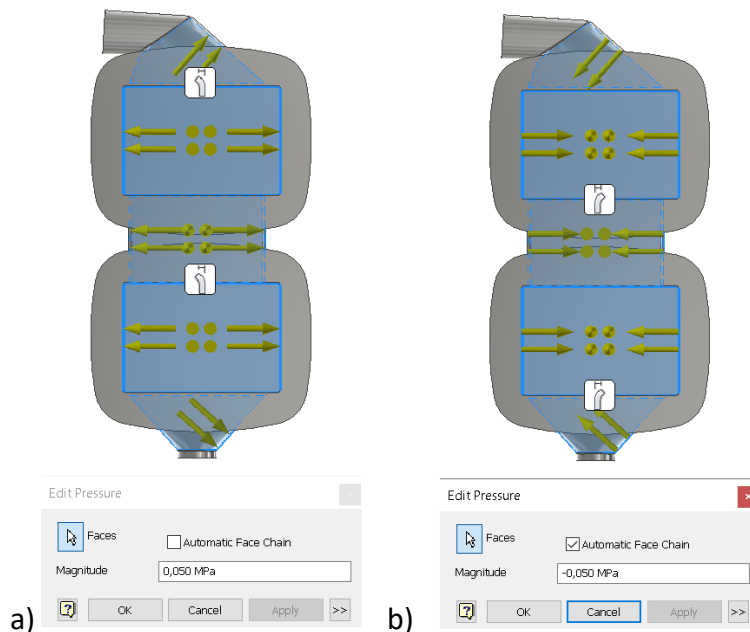 Edit Pressure
Faces
Automatic Face Chain
Magnitude
0,050 MPa
OK Cancel Apply >>
a)
Edit Pressure
Faces
Automatic Face Chain
Magnitude
-0,050 MPa
OK Cancel Apply >>
b)